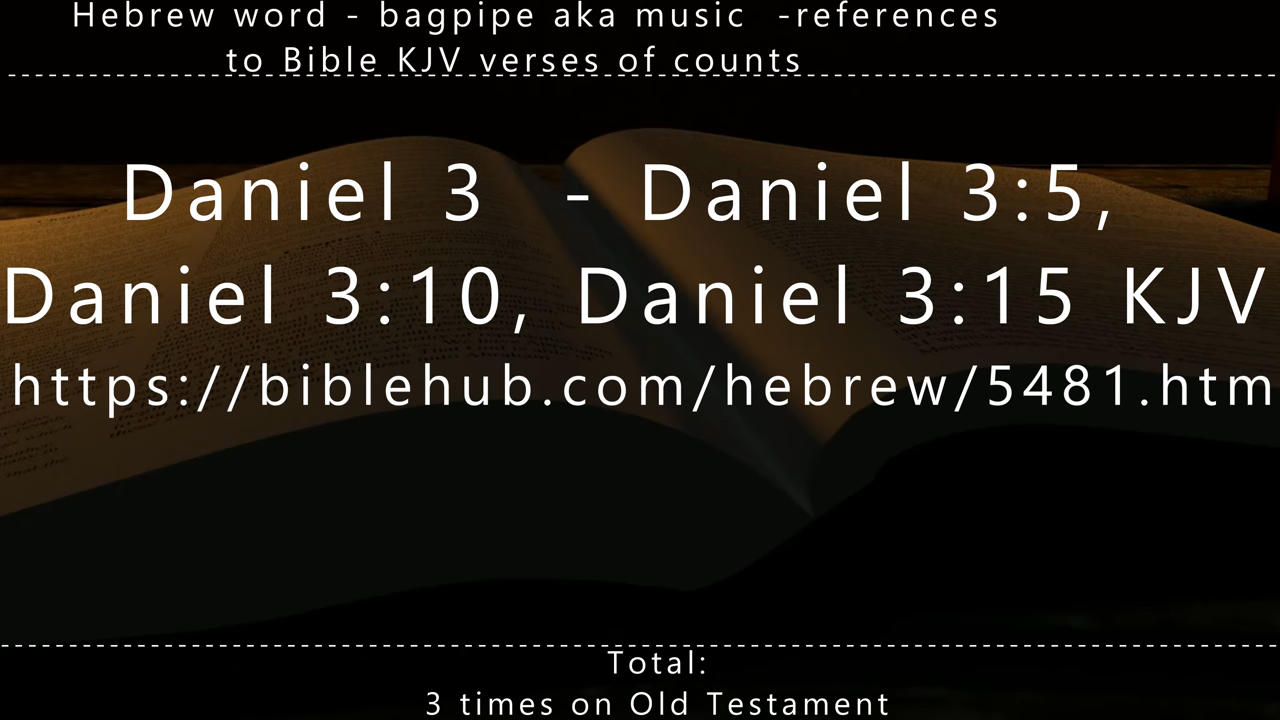 Hebrew word - bagpipe aka music  -references
to Bible KJV verses of counts
Daniel 3  - Daniel 3:5,
Daniel 3:10, Daniel 3:15 KJV
https://biblehub.com/hebrew/5481.htm
Total:
3 times on Old Testament